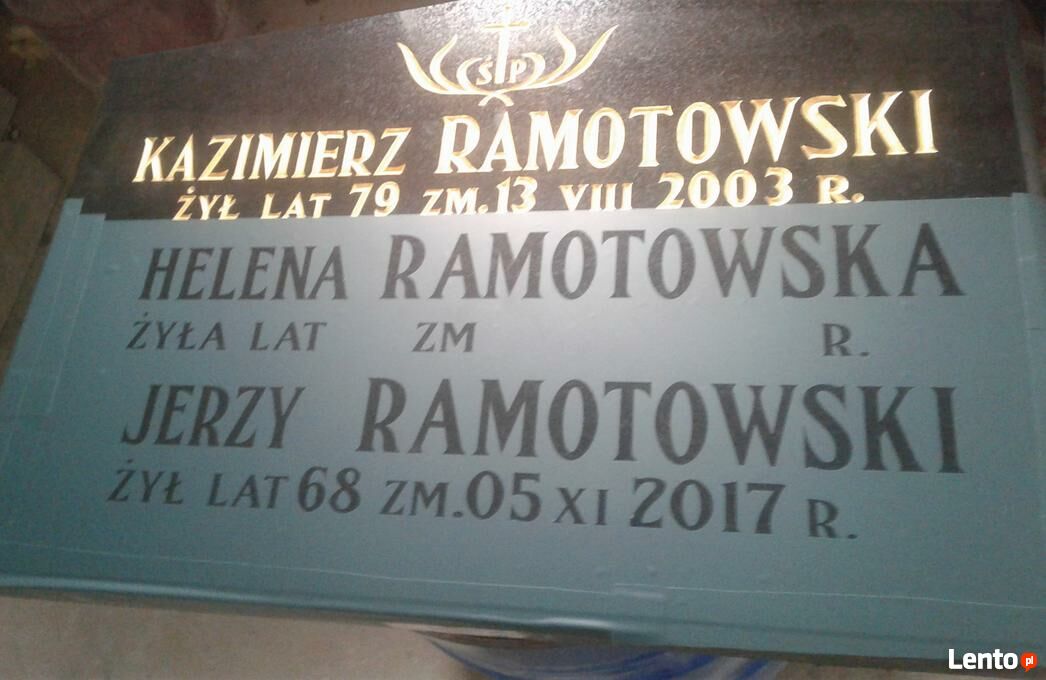 Ś P
KAZIMIERZ RAMOTOWSKI
ŻYŁ LAT 79 ZM. 13 VIII 2003 R.
HELENA RAMOTOWSKA
ŻYŁA LAT ZM R.
JERZY RAMOTOWSKI
ŻYŁ LAT 68 ZM. 05 XI 2017 R.
Lento pl